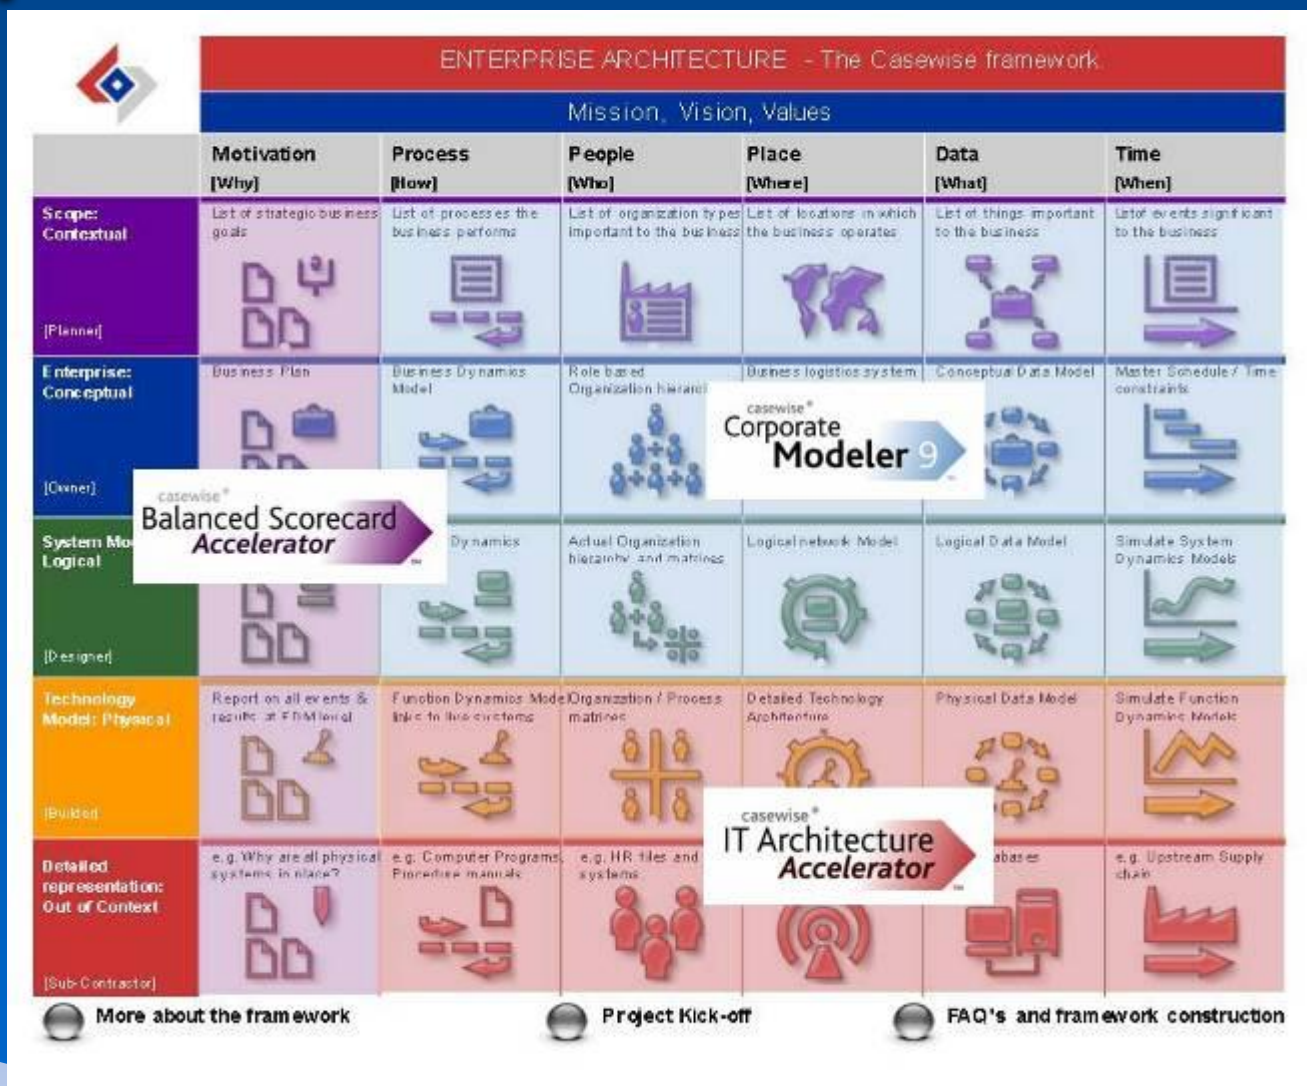 ENTERPRISE ARCHITECTURE - The Casewise framework
Mission, Vision, Values
Motivation
[Why]
Process
[How]
People
[Who]
Place
[Where]
Data
[What]
Time
[When]
Scope:
Contextual
[Planner]
List of strategic business
goals
List of processes the
business performs
List of organization types
important to the business
List of locations in which
the business operates
List of things important
to the business
List of events significant
to the business
Enterprise:
Conceptual
[Owner]
Business Plan
Business Dynamics
Model
Role based
Organization
Business logistics system
Conceptual Data Model
Master Schedule / Time
constraints
casewise®
Corporate
Modeler 9
casewise®
Balanced Scorecard
Accelerator
System
Logical
[Designer]
Dynamics
Actual Organization
hierarchy and matrices
Logical network Model
Logical Data Model
Simulate System
Dynamics Models
Technology
Model: Physical
[Builder]
Report on all events &
results at EDM level
Function Dynamics Model
links to live systems
Organization / Process
matrices
Detailed Technology
Architecture
Physical Data Model
Simulate Function
Dynamics Models
casewise®
IT Architecture
Accelerator
Detailed
representation:
Out of Context
[Sub-Contractor]
e.g. Why are all physical
systems in place?
e.g. Computer Programs,
Procedure manuals
e.g. HR files and
systems
abases
e.g. Upstream Supply
chain
More about the framework
Project Kick-off
FAQ's and framework construction